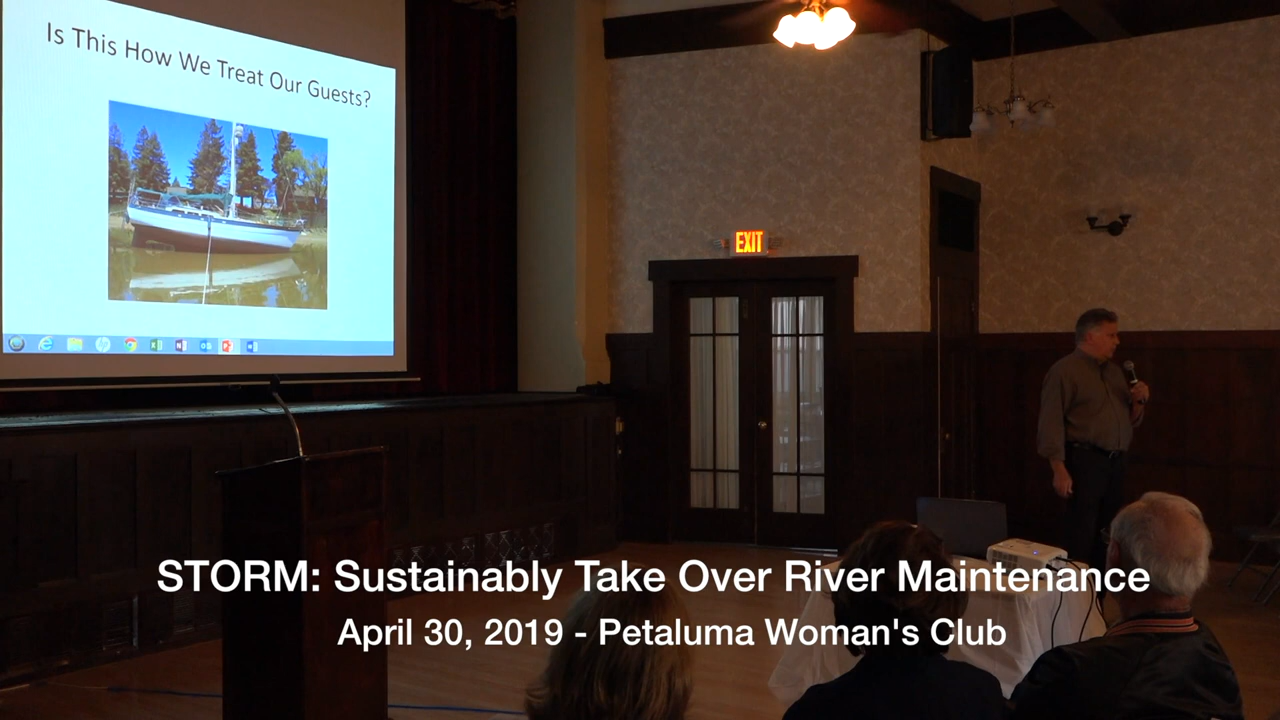 Is This How We Treat Our Guests?
EXIT
STORM: Sustainably Take Over River Maintenance
April 30, 2019 - Petaluma Woman's Club